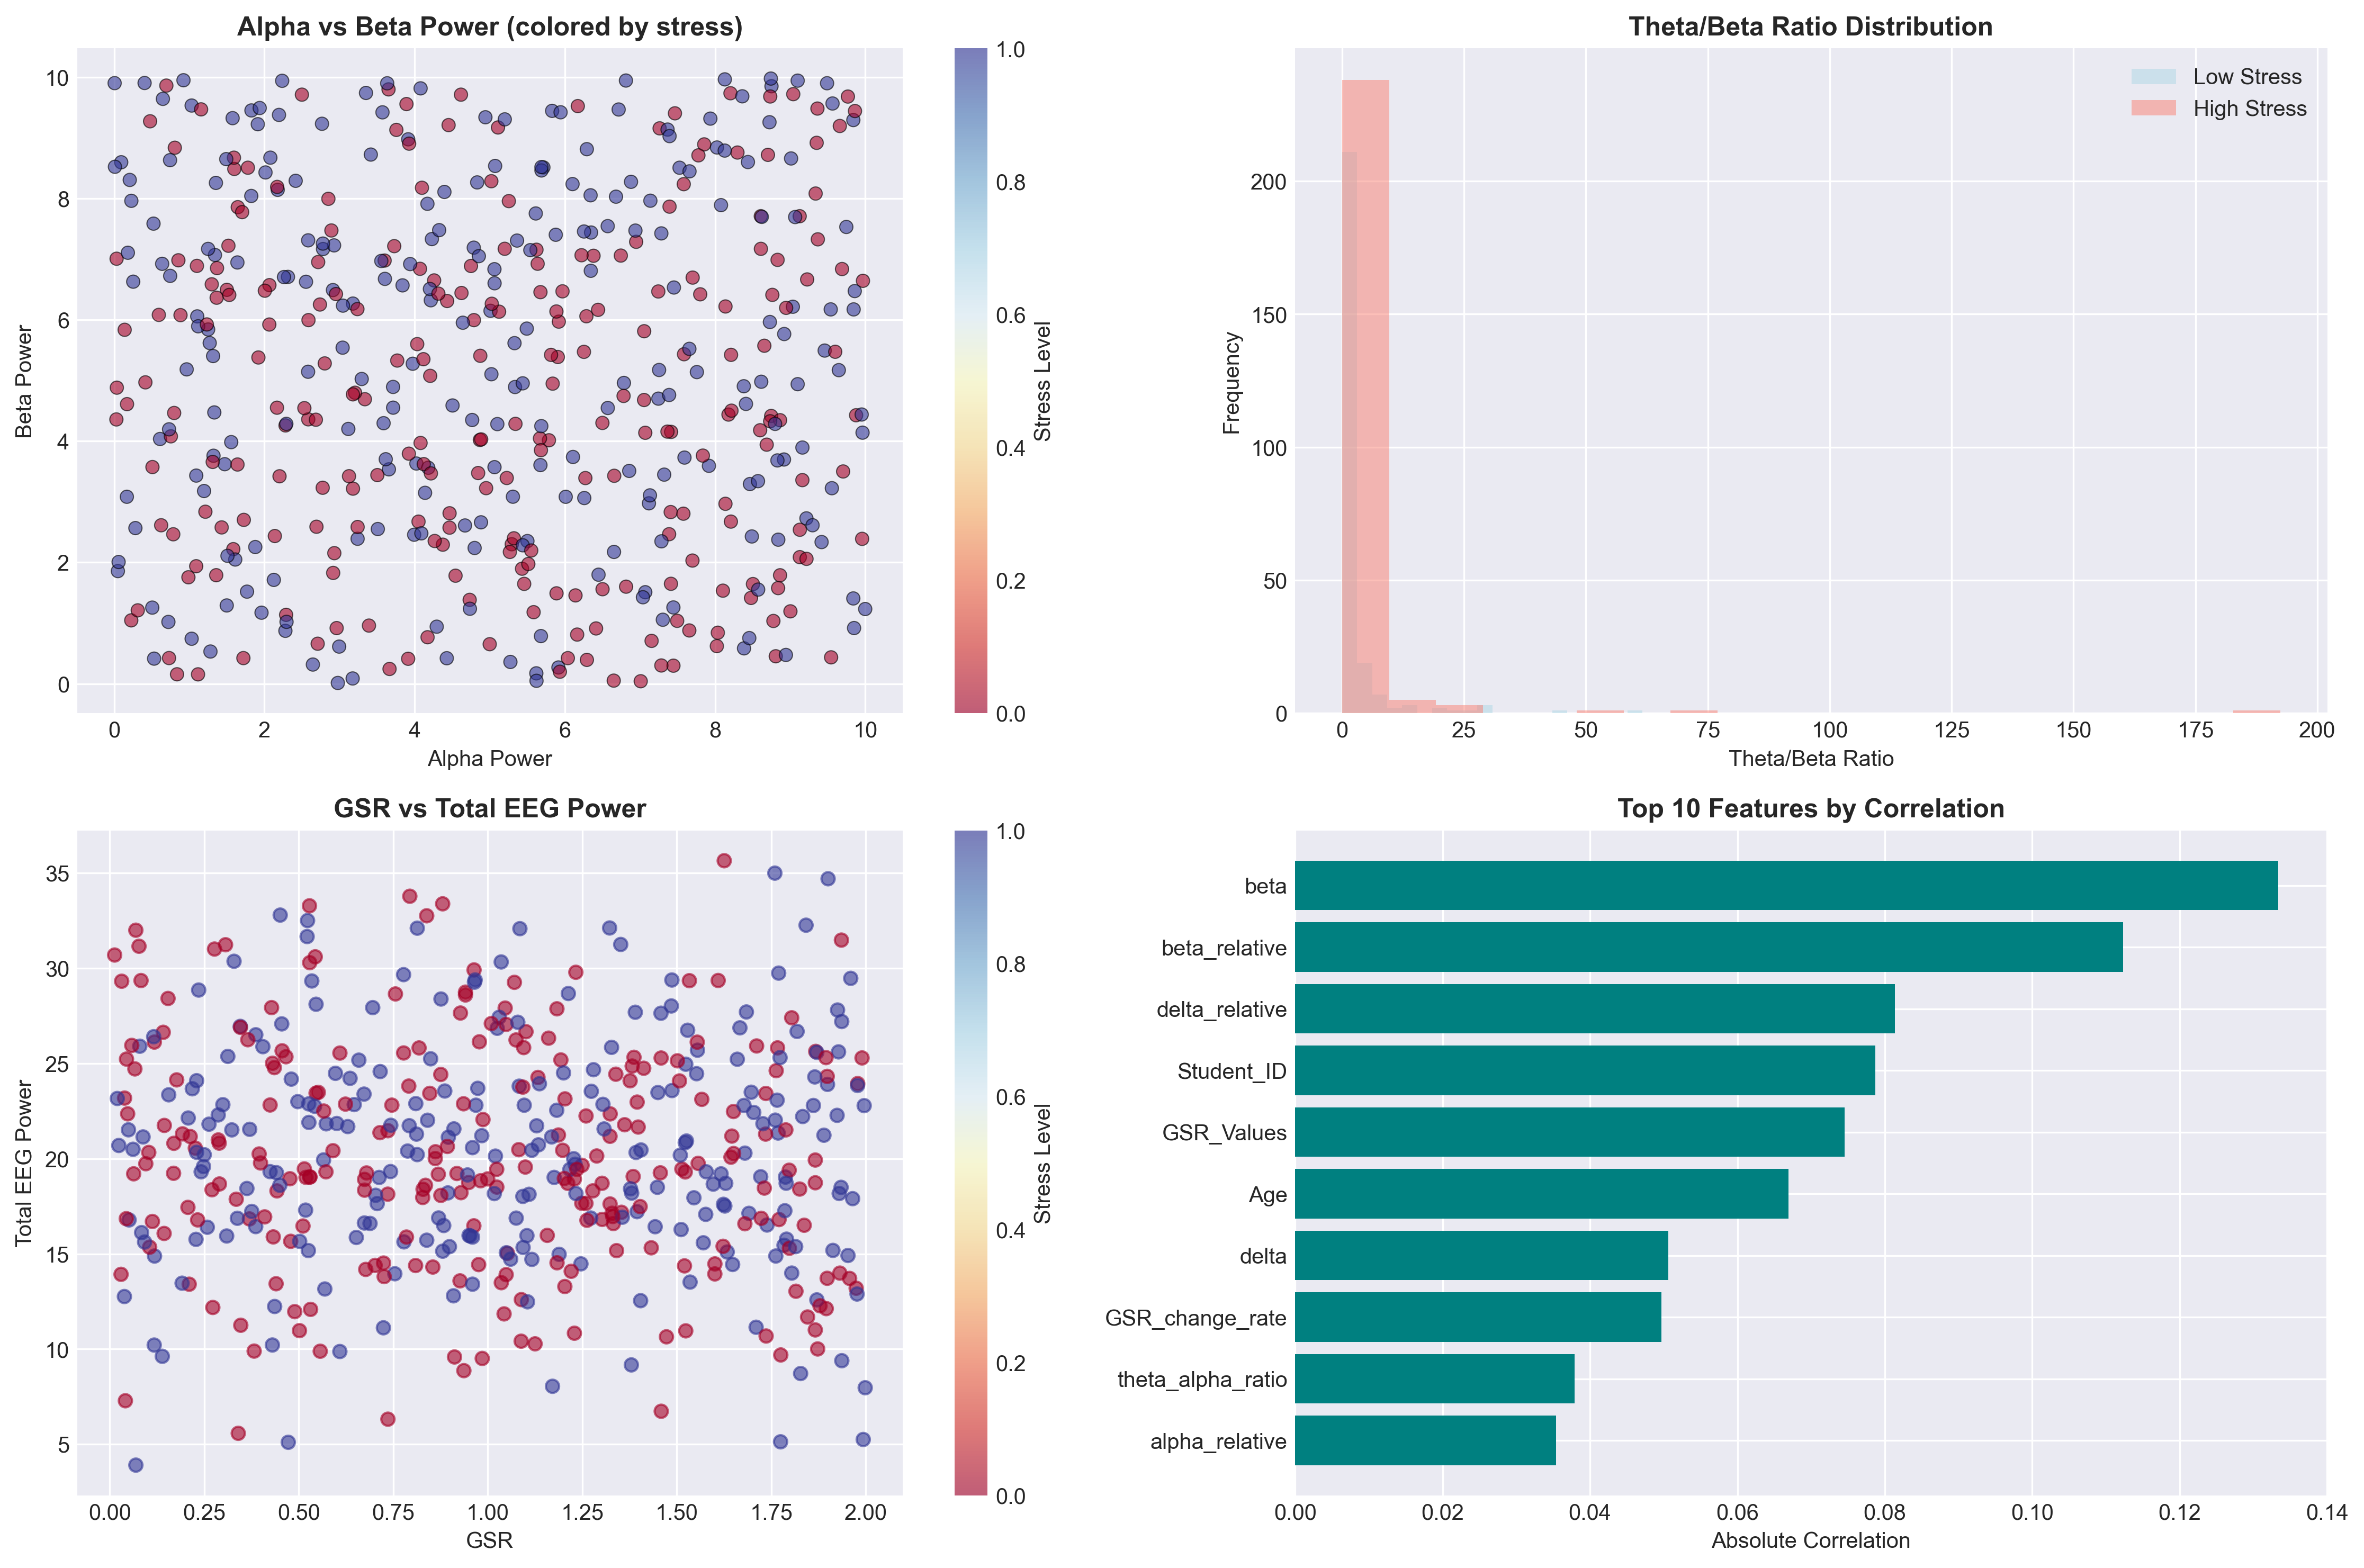 Alpha vs Beta Power (colored by stress)
10
8
6
4
2
0
Beta Power
0 2 4 6 8 10
Alpha Power
1.0
0.8
0.6
0.4
0.2
0.0
Stress Level
Theta/Beta Ratio Distribution
Low Stress
High Stress
200
150
100
50
0
Frequency
0 25 50 75 100 125 150 175 200
Theta/Beta Ratio
GSR vs Total EEG Power
35
30
25
20
15
10
5
Total EEG Power
0.00 0.25 0.50 0.75 1.00 1.25 1.50 1.75 2.00
GSR
1.0
0.8
0.6
0.4
0.2
0.0
Stress Level
Top 10 Features by Correlation
beta
beta_relative
delta_relative
Student_ID
GSR_Values
Age
delta
GSR_change_rate
theta_alpha_ratio
alpha_relative
0.00 0.02 0.04 0.06 0.08 0.10 0.12 0.14
Absolute Correlation